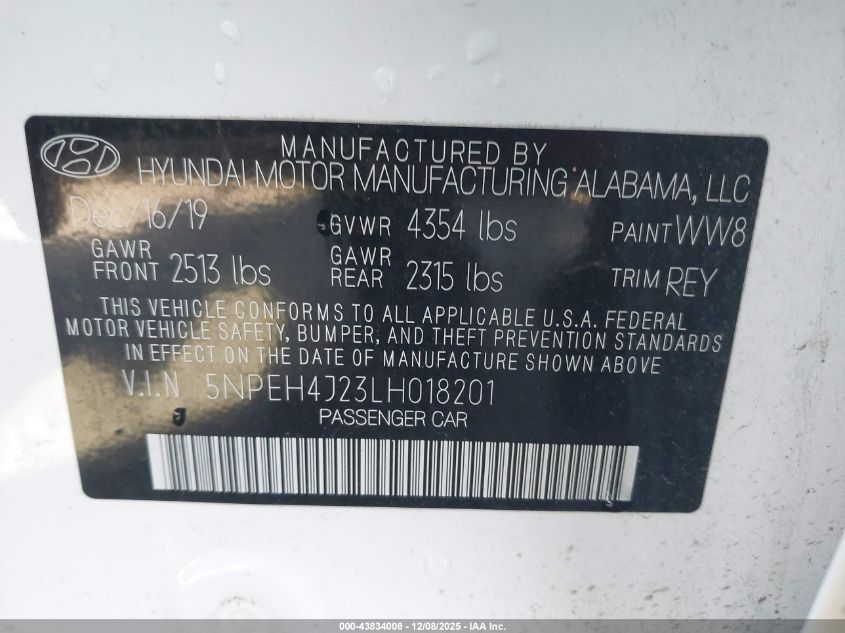 MANUFACTURED BY
HYUNDAI MOTOR MANUFACTURING ALABAMA, LLC
Dec/16/19 GVWR 4354 lbs PAINT WW8
GAWR FRONT 2513 lbs GAWR REAR 2315 lbs TRIM REY
THIS VEHICLE CONFORMS TO ALL APPLICABLE U.S.A. FEDERAL
MOTOR VEHICLE SAFETY, BUMPER, AND THEFT PREVENTION STANDARDS
IN EFFECT ON THE DATE OF MANUFACTURE SHOWN ABOVE
V.I.N 5NPEH4J23LH018201
PASSENGER CAR
000-43834008 - 12/08/2025 - IAA Inc.